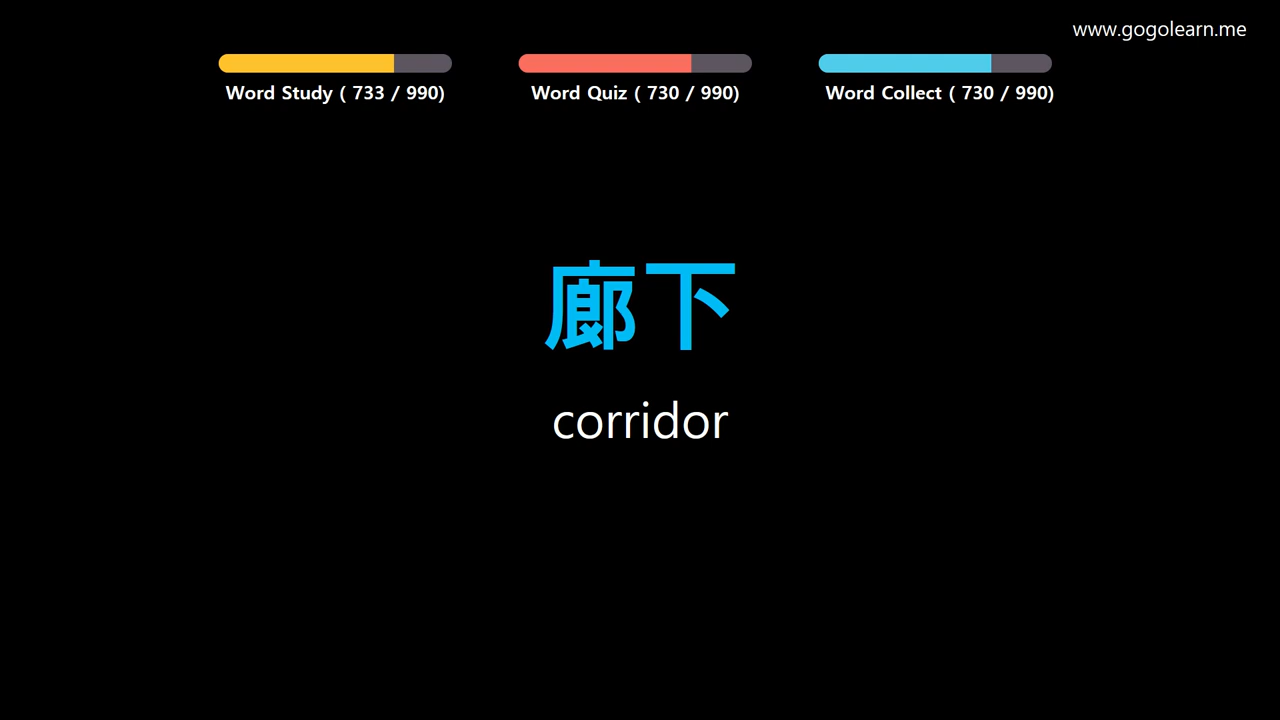 www.gogolearn.me
Word Study ( 733 / 990)
Word Quiz ( 730 / 990)
Word Collect ( 730 / 990)
廊下
corridor